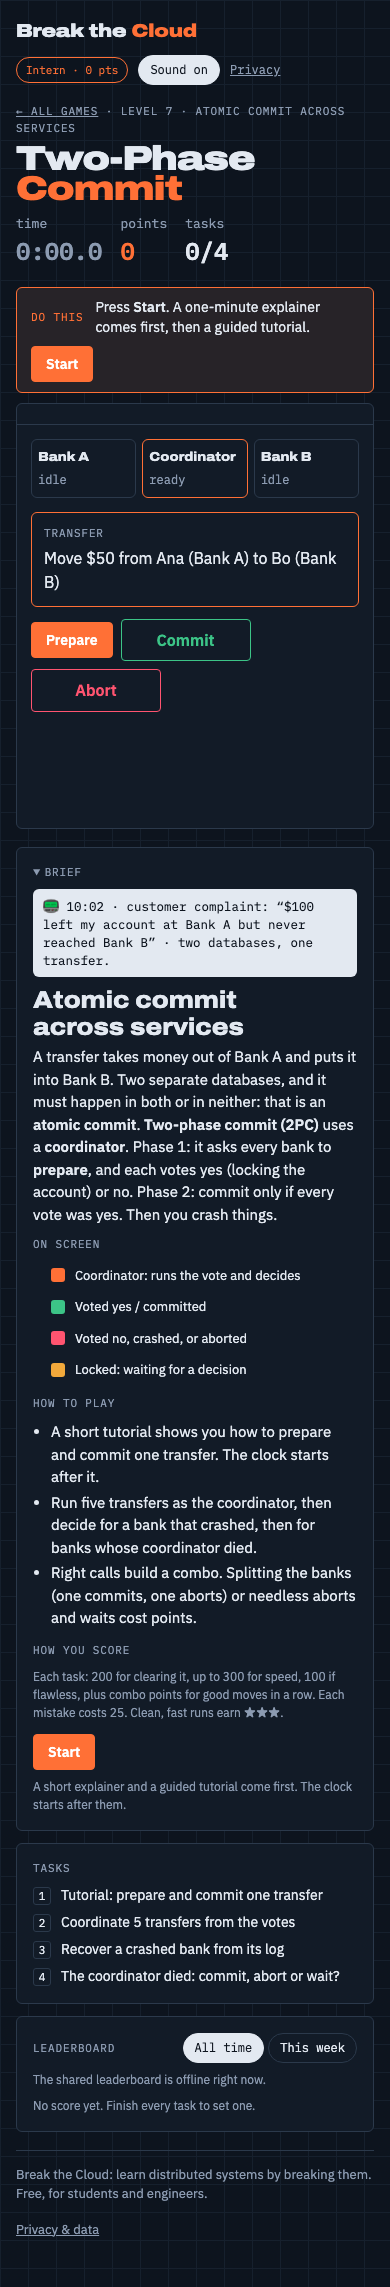 Break the Cloud
Intern · 0 pts
Sound on
Privacy
← ALL GAMES · LEVEL 7 · ATOMIC COMMIT ACROSS
SERVICES
Two-Phase
Commit
time points tasks
0:00.0 0 0/4
DO THIS
Press Start. A one-minute explainer
comes first, then a guided tutorial.
Start
Bank A
idle
Coordinator
ready
Bank B
idle
TRANSFER
Move $50 from Ana (Bank A) to Bo (Bank
B)
Prepare
Commit
Abort
▼ BRIEF
10:02 · customer complaint: “$100
left my account at Bank A but never
reached Bank B” · two databases, one
transfer.
Atomic commit
across services
A transfer takes money out of Bank A and puts it
into Bank B. Two separate databases, and it
must happen in both or in neither: that is an
atomic commit. Two-phase commit (2PC) uses
a coordinator. Phase 1: it asks every bank to
prepare, and each votes yes (locking the
account) or no. Phase 2: commit only if every
vote was yes. Then you crash things.
ON SCREEN
Coordinator: runs the vote and decides
Voted yes / committed
Voted no, crashed, or aborted
Locked: waiting for a decision
HOW TO PLAY
• A short tutorial shows you how to prepare
and commit one transfer. The clock starts
after it.
• Run five transfers as the coordinator, then
decide for a bank that crashed, then for
banks whose coordinator died.
• Right calls build a combo. Splitting the banks
(one commits, one aborts) or needless aborts
and waits cost points.
HOW YOU SCORE
Each task: 200 for clearing it, up to 300 for speed, 100 if
flawless, plus combo points for good moves in a row. Each
mistake costs 25. Clean, fast runs earn ★★★.
Start
A short explainer and a guided tutorial come first. The clock
starts after them.
TASKS
1 Tutorial: prepare and commit one transfer
2 Coordinate 5 transfers from the votes
3 Recover a crashed bank from its log
4 The coordinator died: commit, abort or wait?
LEADERBOARD
All time
This week
The shared leaderboard is offline right now.
No score yet. Finish every task to set one.
Break the Cloud: learn distributed systems by breaking them.
Free, for students and engineers.
Privacy & data